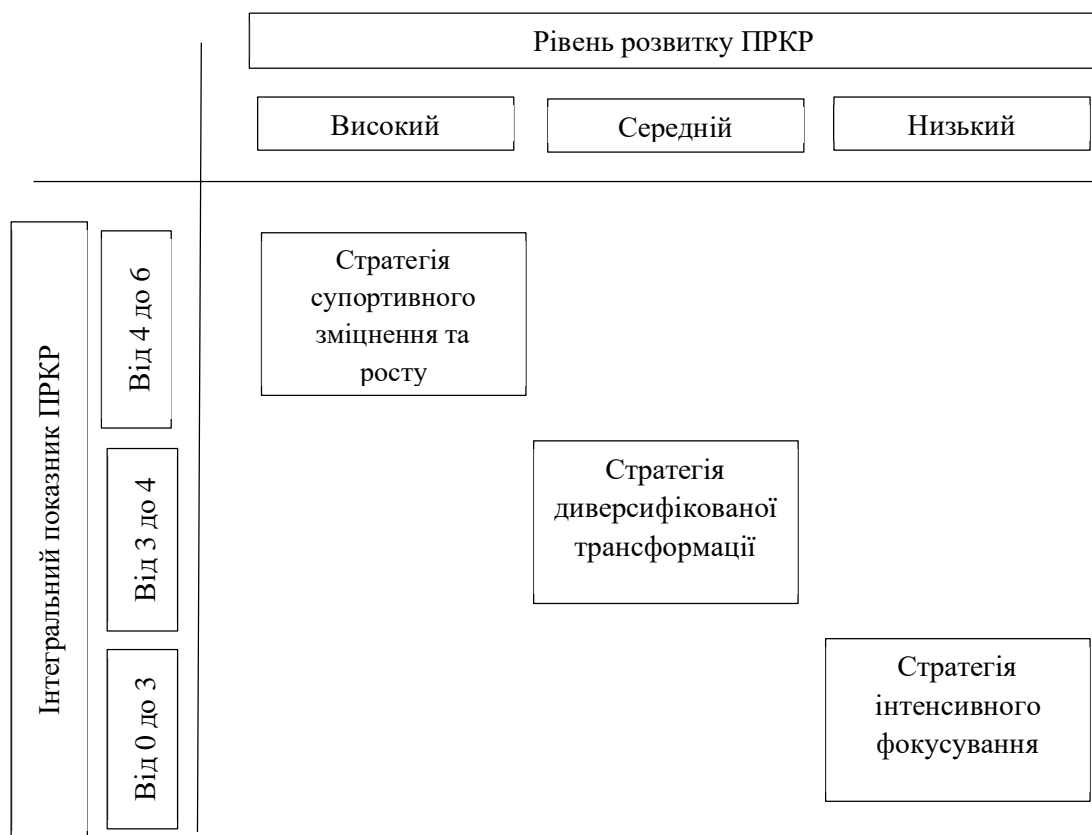 Рівень розвитку ПРКР
Високий
Середній
Низький
Інтегральний показник ПРКР
Від 4 до 6
Стратегія
супортивного
зміцнення та
росту
Від 3 до 4
Стратегія
диверсифікованої
трансформації
Від 0 до 3
Стратегія
інтенсивного
фокусування